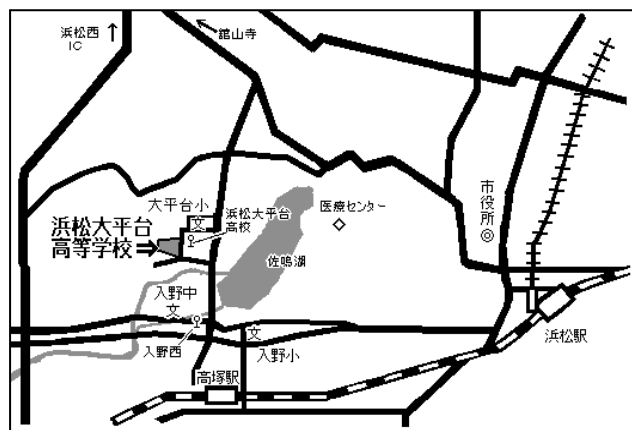 浜松西
IC
舘山寺
大平台小
文
浜松大平台
高校
浜松大平台
高等学校
医療センター
市役所
佐鳴湖
入野中
文
入野西
文
入野小
高塚駅
浜松駅